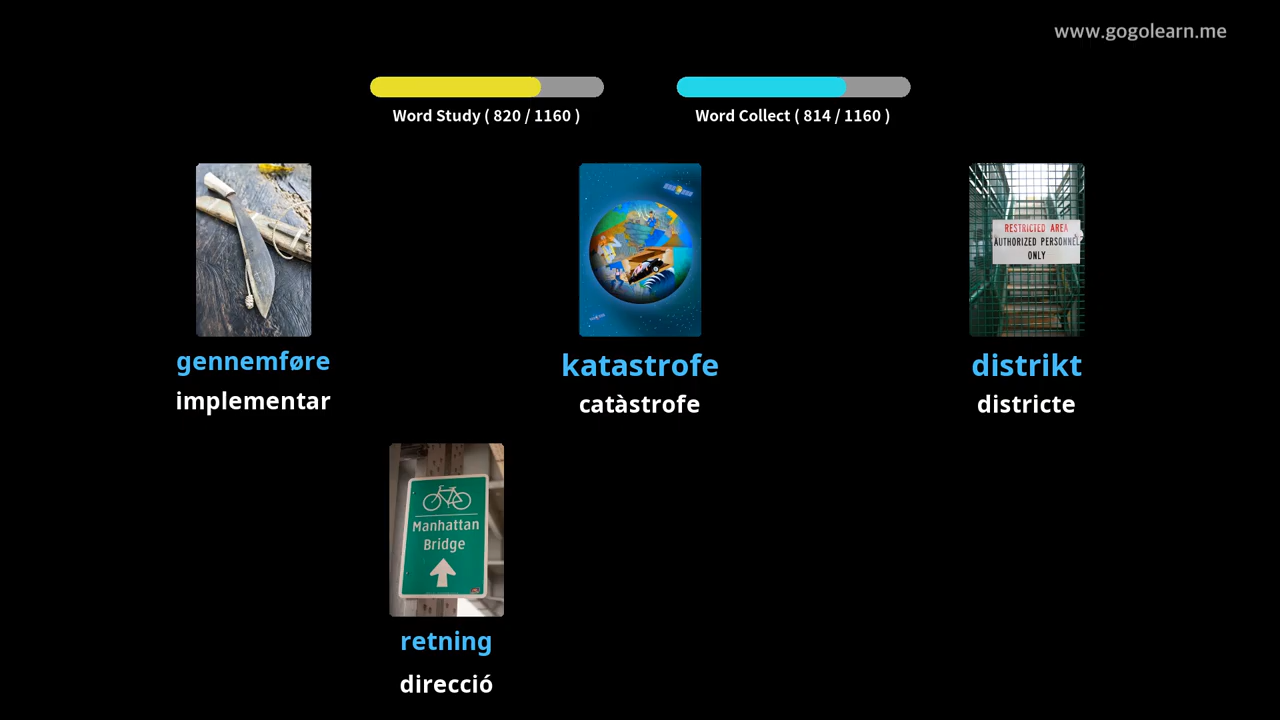 www.gogolearn.me
Word Study ( 820 / 1160 )
Word Collect ( 814 / 1160 )
RESTRICTED AREA
AUTHORIZED PERSONNEL
ONLY
gennemføre
implementar
katastrofe
catàstrofe
distrikt
districte
Manhattan
Bridge
retning
direcció